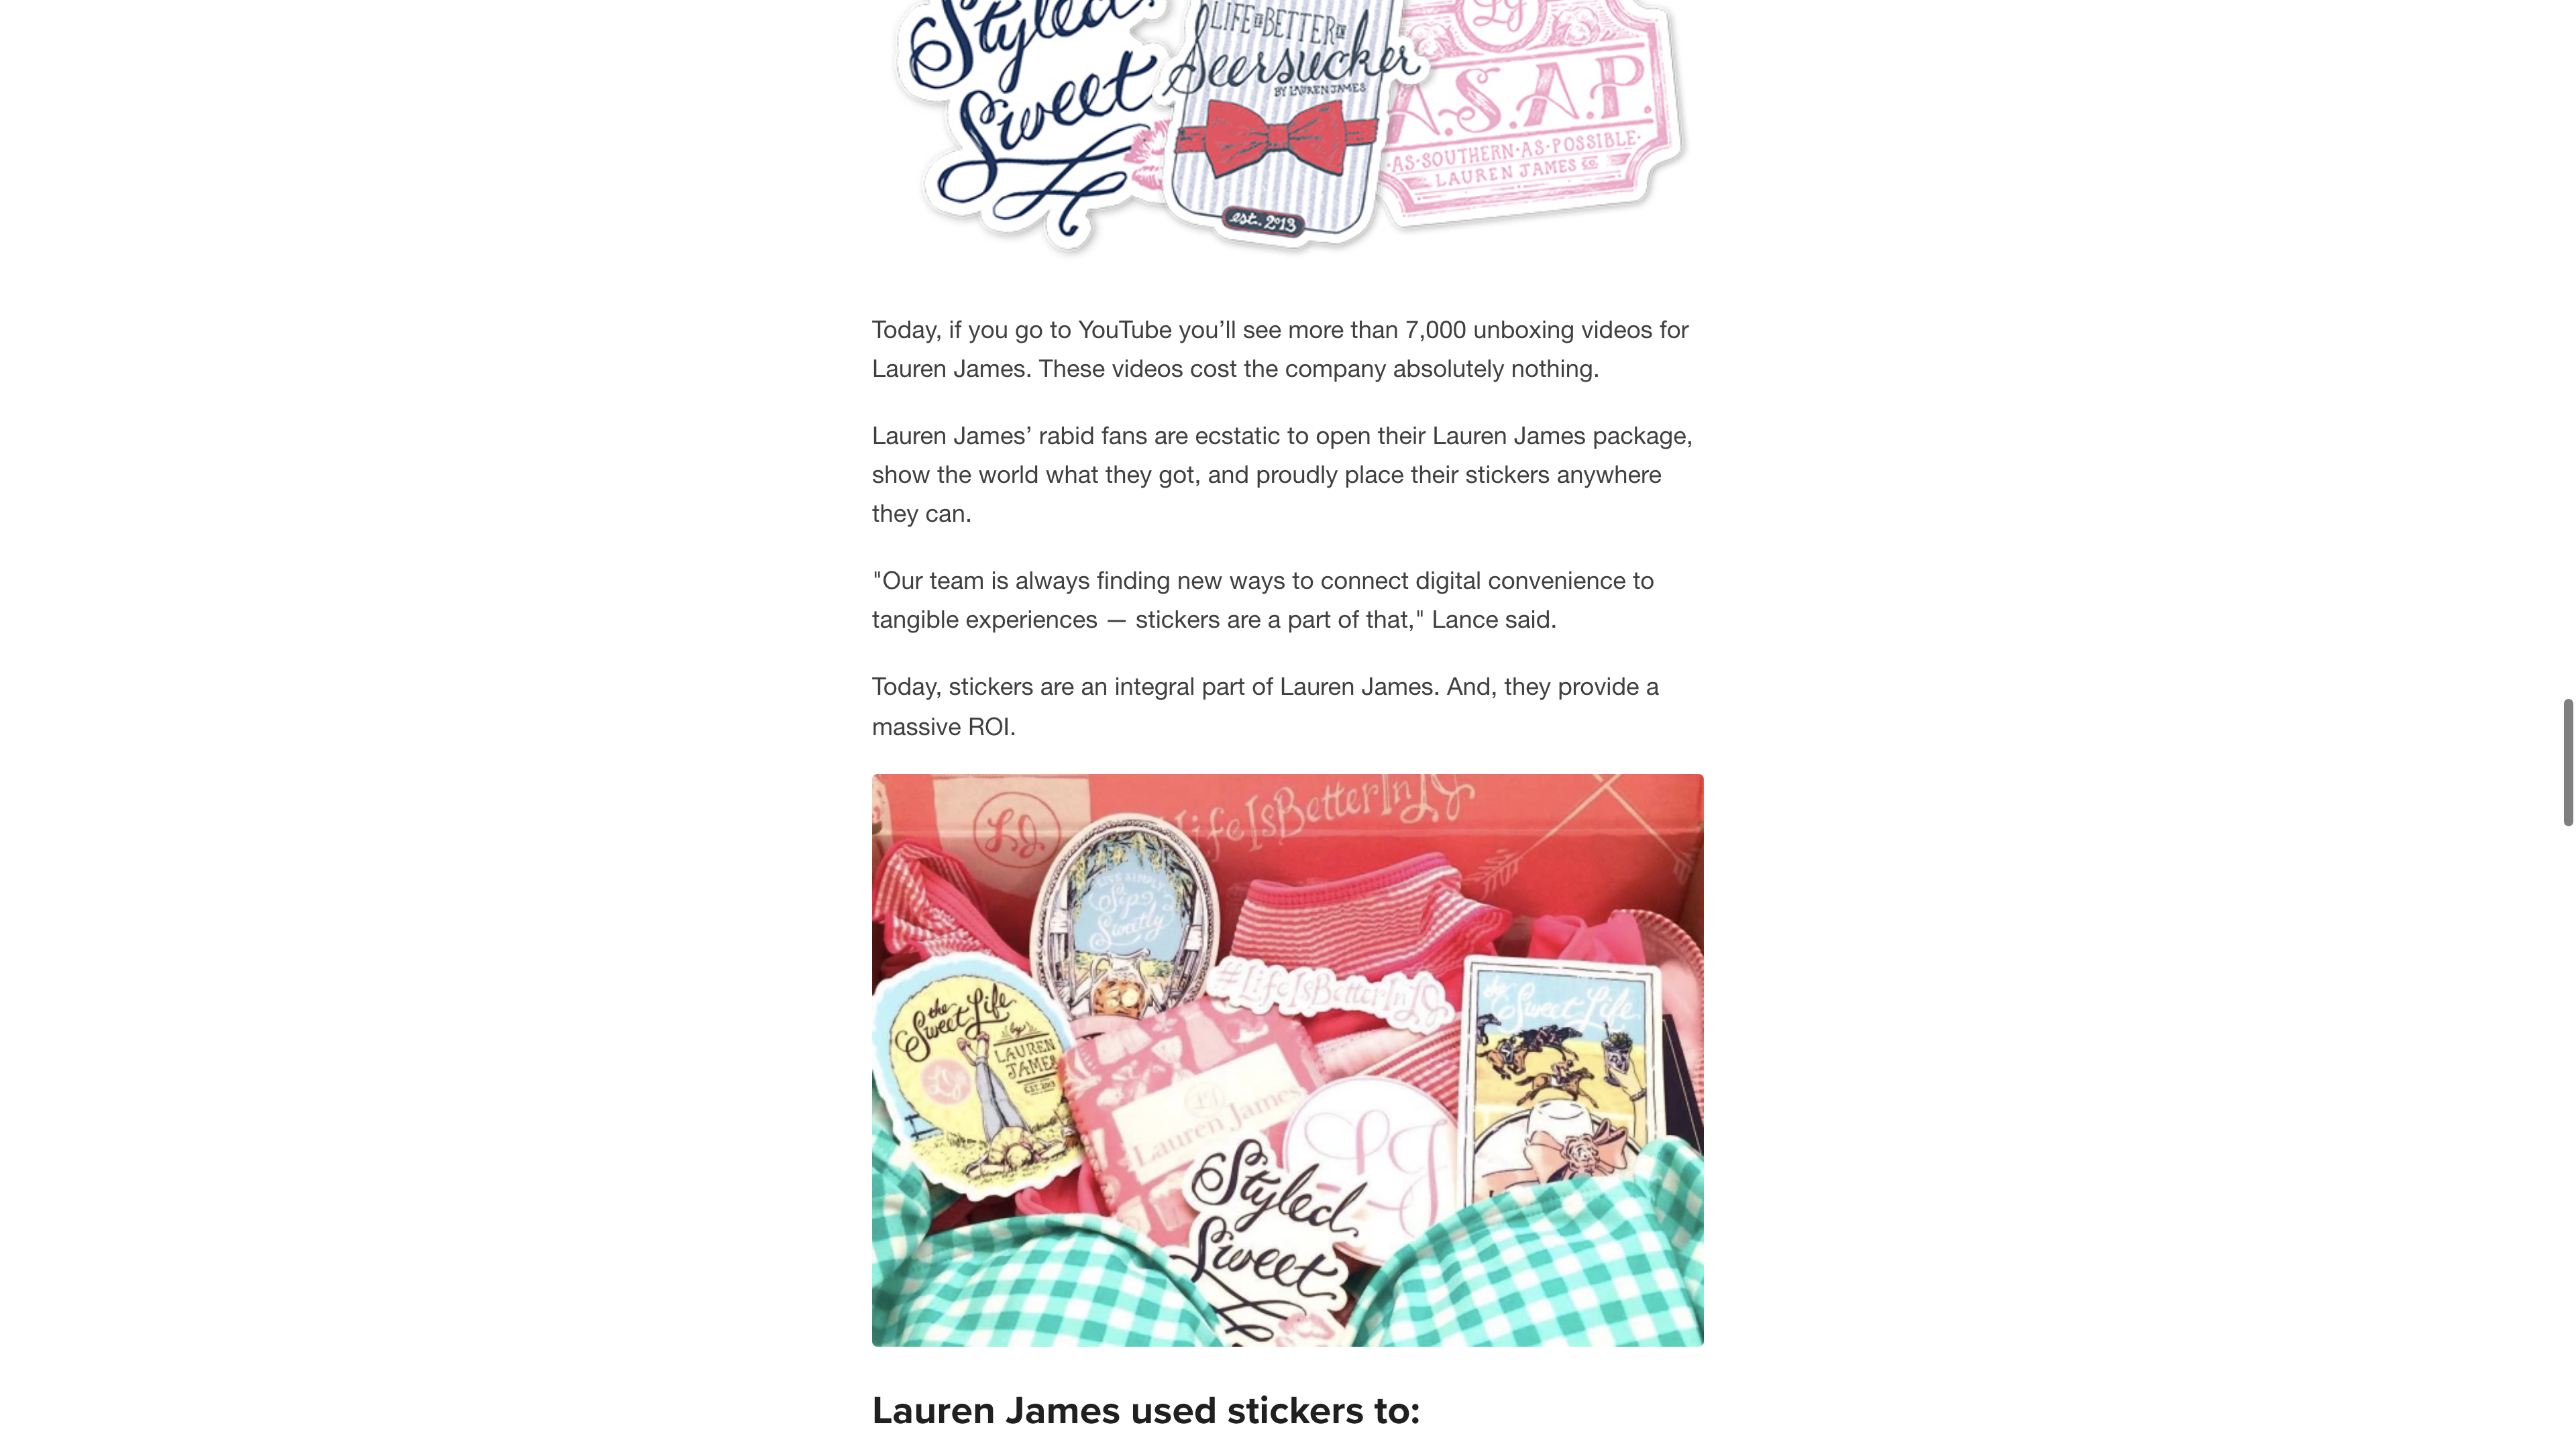 Styled
Sweet
LIFE IS BETTER IN
Seersucker
BY LAUREN JAMES
est. 2013
LJ
A.S.A.P.
·AS·SOUTHERN·AS·POSSIBLE·
LAUREN JAMES CO
Today, if you go to YouTube you’ll see more than 7,000 unboxing videos for
Lauren James. These videos cost the company absolutely nothing.
Lauren James’ rabid fans are ecstatic to open their Lauren James package,
show the world what they got, and proudly place their stickers anywhere
they can.
"Our team is always finding new ways to connect digital convenience to
tangible experiences — stickers are a part of that," Lance said.
Today, stickers are an integral part of Lauren James. And, they provide a
massive ROI.
LJ
#LifeIsBetterInLJ
LIVE SIMPLY
Sip
Sweetly
the
Sweet Life
by
LAUREN
JAMES
EST. 2013
LJ
#LifeIsBetterInLJ
the Sweet Life
LJ
Lauren James
LJ
Styled
Sweet
Lauren James used stickers to: